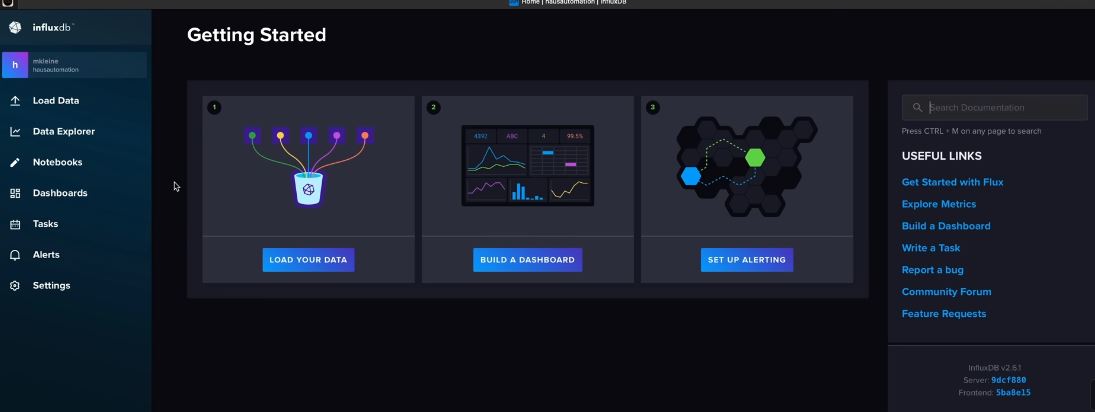 Home | hausautomation | InfluxDB
influxdb™
h
mkleine
hausautomation
Load Data
Data Explorer
Notebooks
Dashboards
Tasks
Alerts
Settings
Getting Started
1
LOAD YOUR DATA
2
4392 ABC 4 99.5%
BUILD A DASHBOARD
3
SET UP ALERTING
Search Documentation
Press CTRL + M on any page to search
USEFUL LINKS
Get Started with Flux
Explore Metrics
Build a Dashboard
Write a Task
Report a bug
Community Forum
Feature Requests
InfluxDB v2.6.1
Server: 9dcf880
Frontend: 5ba8e15